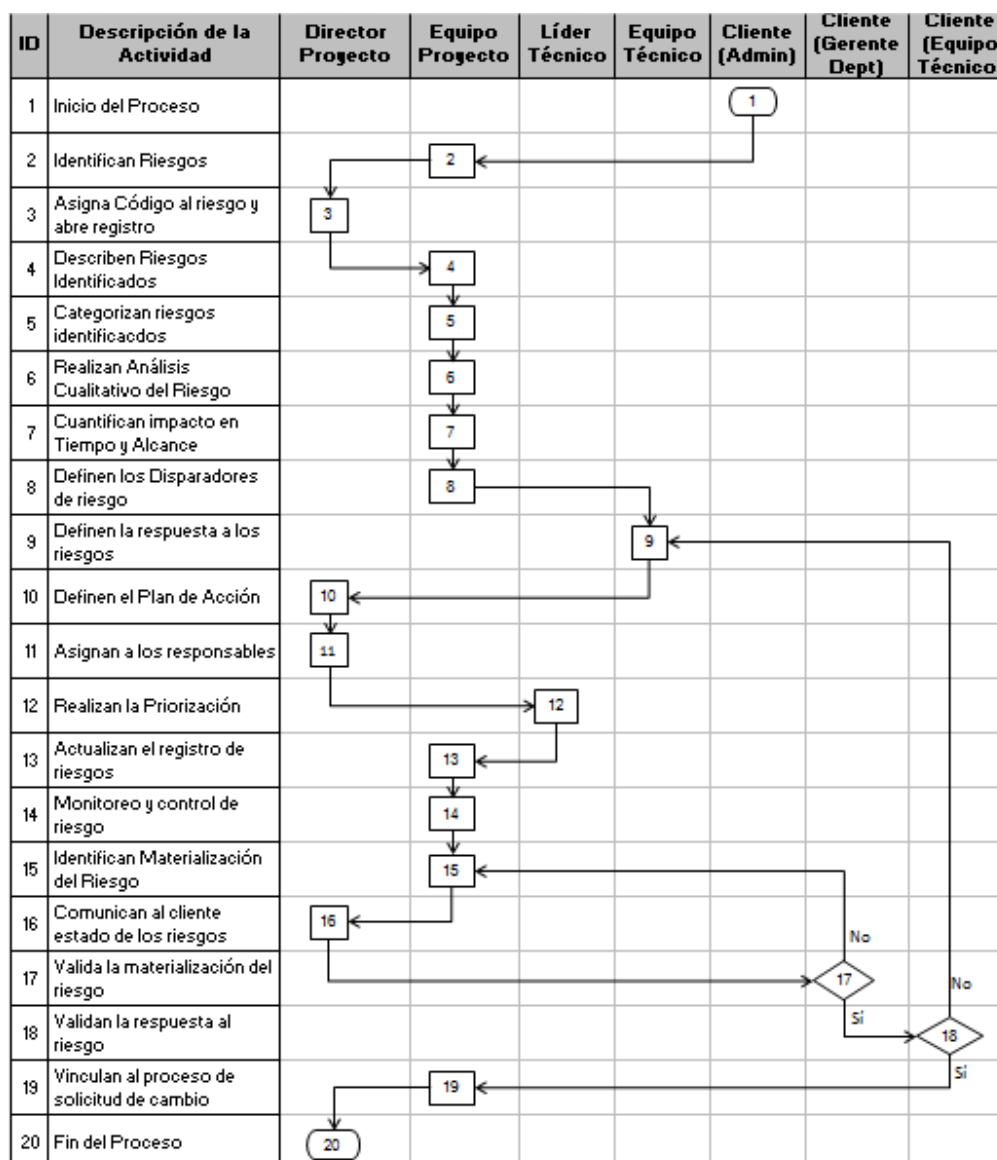 ID
Descripción de la
Actividad
Director
Proyecto
Equipo
Proyecto
Líder
Técnico
Equipo
Técnico
Cliente
(Admin)
Cliente
(Gerente
Dept)
Cliente
(Equipo
Técnico
1 Inicio del Proceso 1
2 Identifican Riesgos 2
3 Asigna Código al riesgo y
abre registro 3
4 Describen Riesgos
Identificados 4
5 Categorizan riesgos
identificacdos 5
6 Realizan Análisis
Cualitativo del Riesgo 6
7 Cuantifican impacto en
Tiempo y Alcance 7
8 Definen los Disparadores
de riesgo 8
9 Definen la respuesta a los
riesgos 9
10 Definen el Plan de Acción 10
11 Asignan a los responsables 11
12 Realizan la Priorización 12
13 Actualizan el registro de
riesgos 13
14 Monitoreo y control de
riesgo 14
15 Identifican Materialización
del Riesgo 15
16 Comunican al cliente
estado de los riesgos 16
No
17 Valida la materialización del
riesgo 17
No
Sí
18 Validan la respuesta al
riesgo 18
Sí
19 Vinculan al proceso de
solicitud de cambio 19
20 Fin del Proceso 20